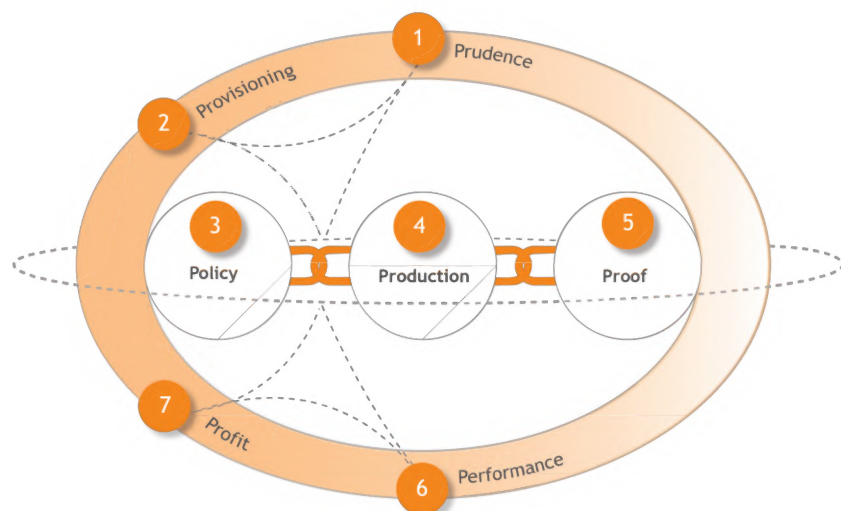 1
Prudence
2
Provisioning
3
Policy
4
Production
5
Proof
6
Performance
7
Profit